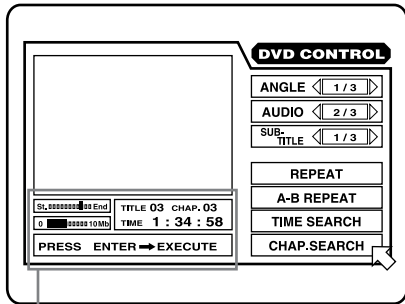 DVD CONTROL
ANGLE 1/3
AUDIO 2/3
SUB-TITLE 1/3
REPEAT
A-B REPEAT
TIME SEARCH
CHAP.SEARCH
St. End
0 10Mb
TITLE 03 CHAP. 03
TIME 1 : 34 : 58
PRESS ENTER ➡ EXECUTE